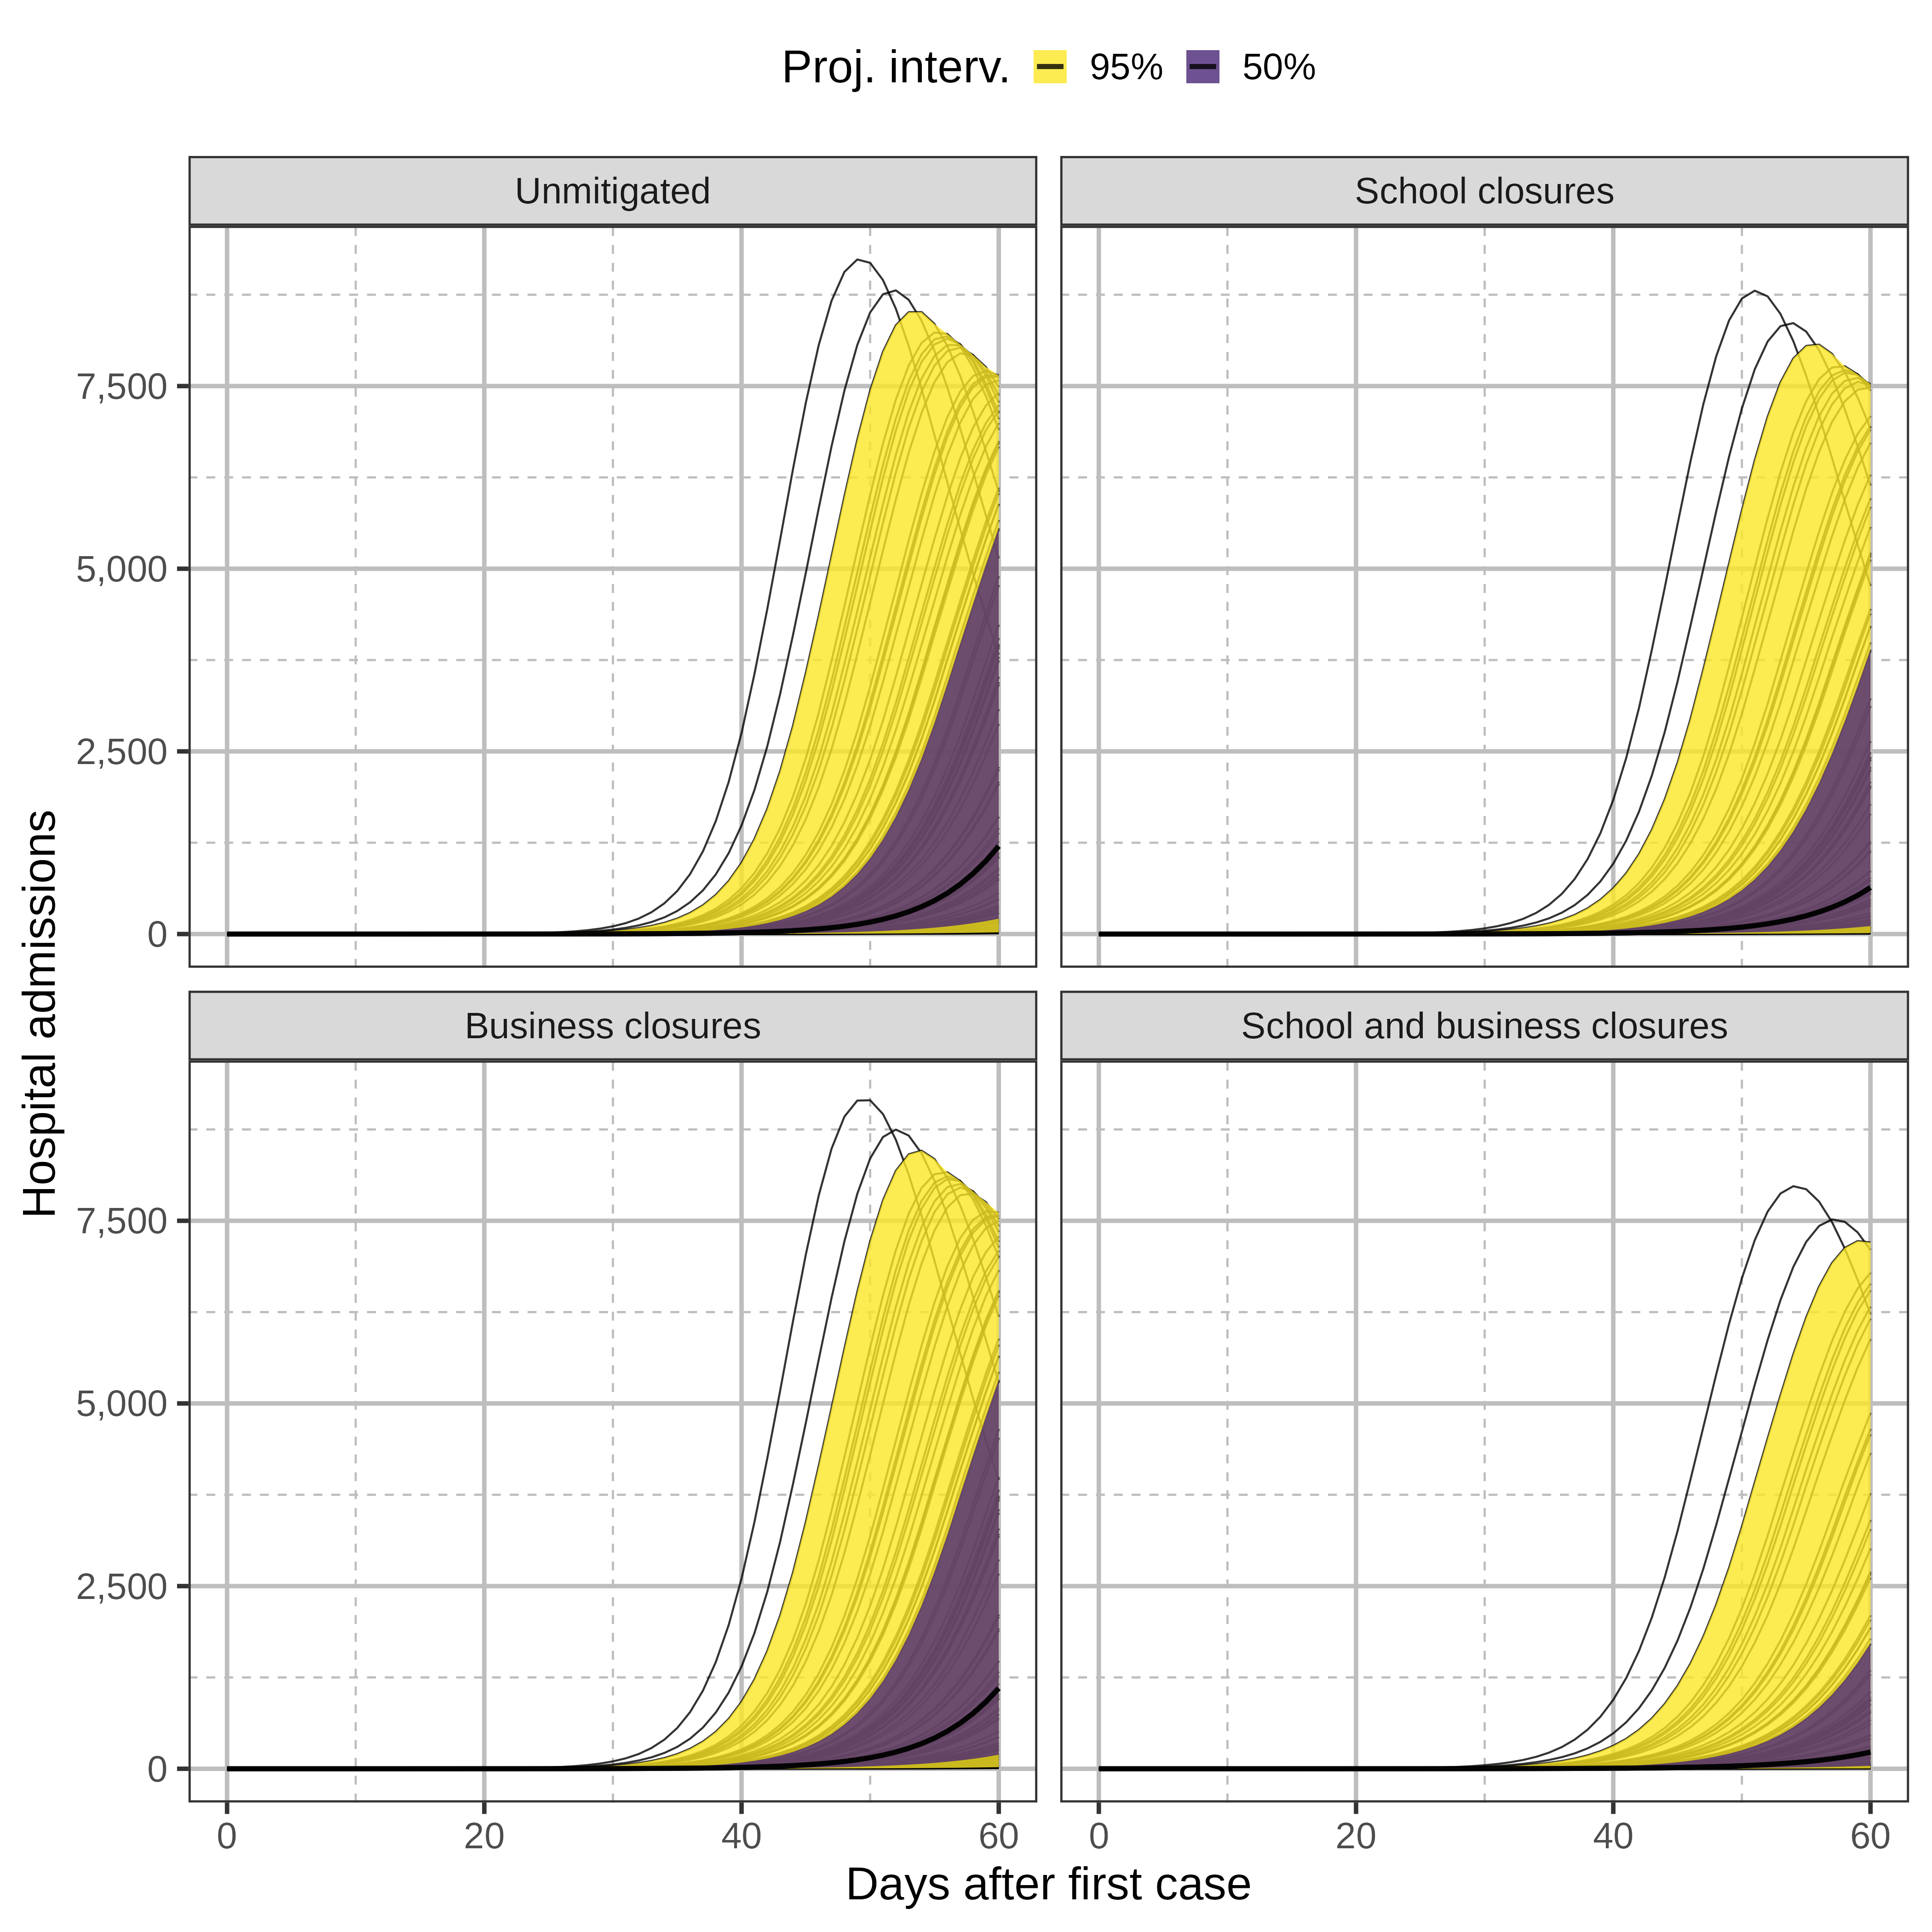 Proj. interv. 95% 50%
Unmitigated
School closures
7,500
5,000
2,500
0
Hospital admissions
Business closures
School and business closures
7,500
5,000
2,500
0
0 20 40 60
0 20 40 60
Days after first case